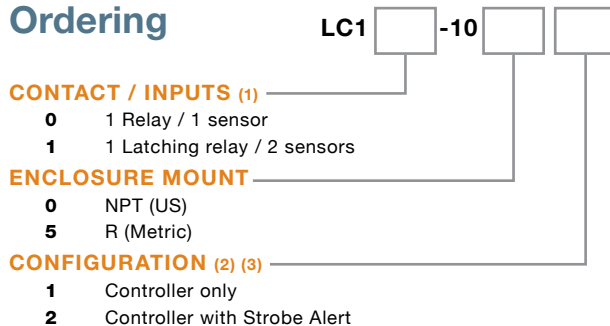 Ordering
LC1 -10
CONTACT / INPUTS (1)
0 1 Relay / 1 sensor
1 1 Latching relay / 2 sensors
ENCLOSURE MOUNT
0 NPT (US)
5 R (Metric)
CONFIGURATION (2) (3)
1 Controller only
2 Controller with Strobe Alert